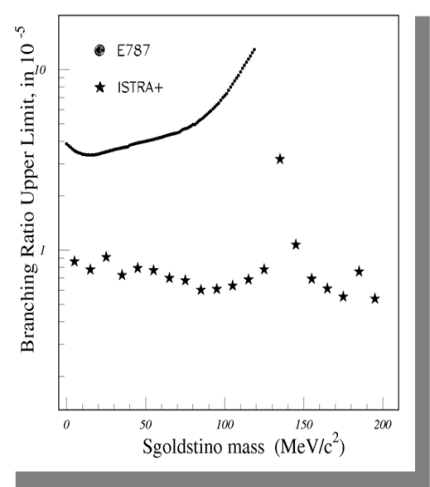 Branching Ratio Upper Limit, in 10 -5
10
1
E787
ISTRA+
0 50 100 150 200
Sgoldstino mass (MeV/c2)